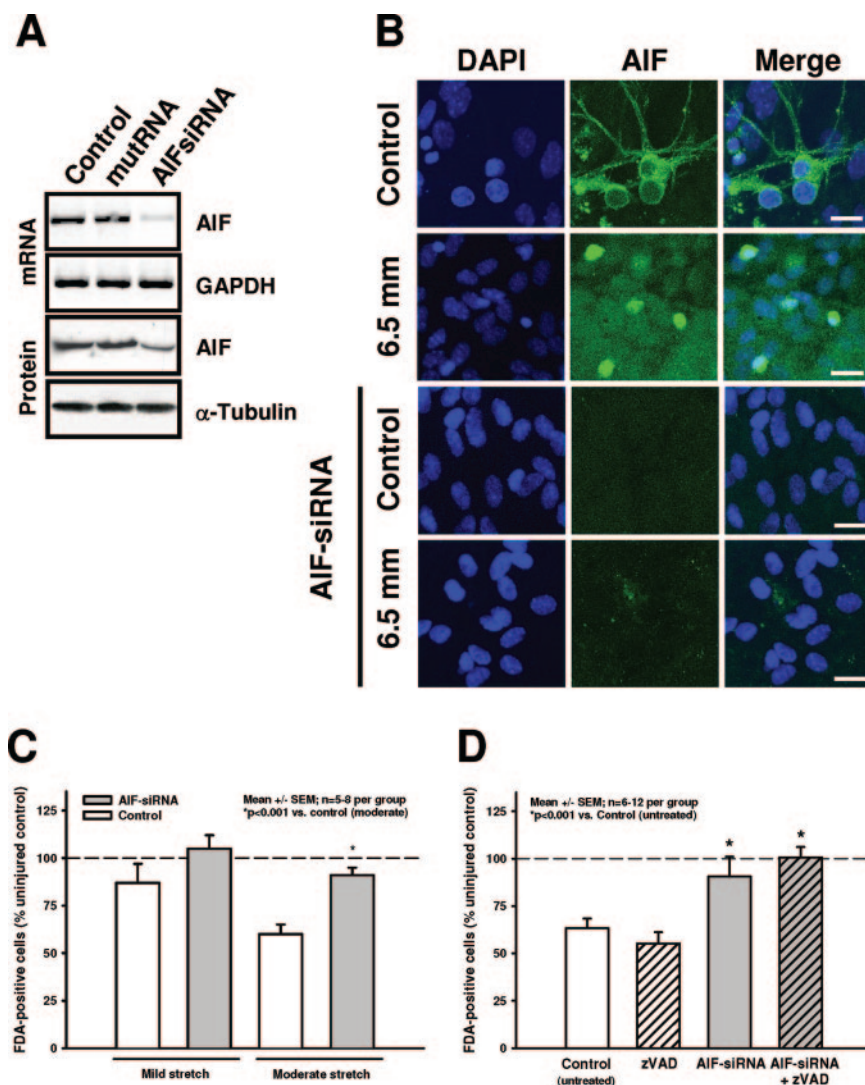 A
Control
mutRNA
AIFsiRNA
mRNA
AIF
GAPDH
Protein
AIF
α-Tubulin
B
DAPI
AIF
Merge
Control
6.5 mm
AIF-siRNA
Control
6.5 mm
C
FDA-positive cells (% uninjured control)
125
100
75
50
25
0
AIF-siRNA
Control
Mean +/- SEM; n=5-8 per group
*p<0.001 vs. control (moderate)
*
Mild stretch
Moderate stretch
D
FDA-positive cells (% uninjured control)
125
100
75
50
25
0
Mean +/- SEM; n=6-12 per group
*p<0.001 vs. Control (untreated)
*
*
Control
(untreated)
zVAD
AIF-siRNA
AIF-siRNA
+ zVAD